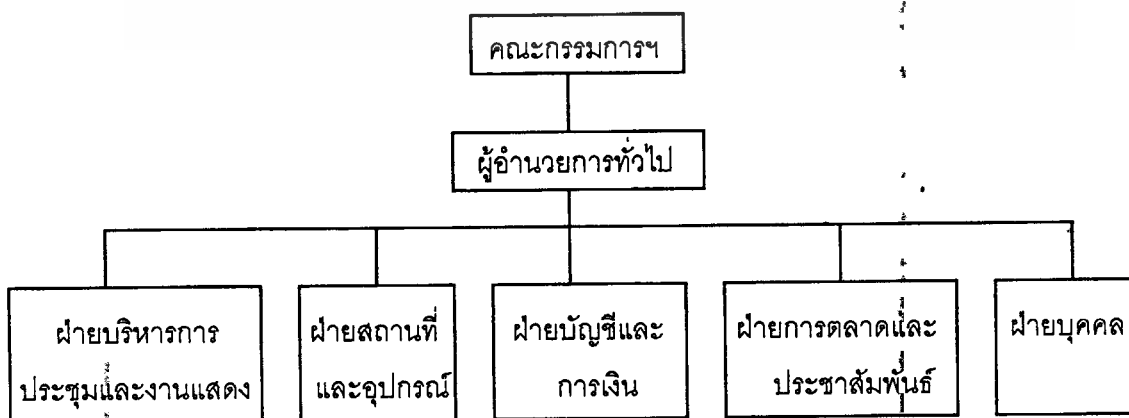 คณะกรรมการฯ
ผู้อำนวยการทั่วไป
ฝ่ายบริหารการ
ประชุมและงานแสดง
ฝ่ายสถานที่
และอุปกรณ์
ฝ่ายบัญชีและ
การเงิน
ฝ่ายการตลาดและ
ประชาสัมพันธ์
ฝ่ายบุคคล